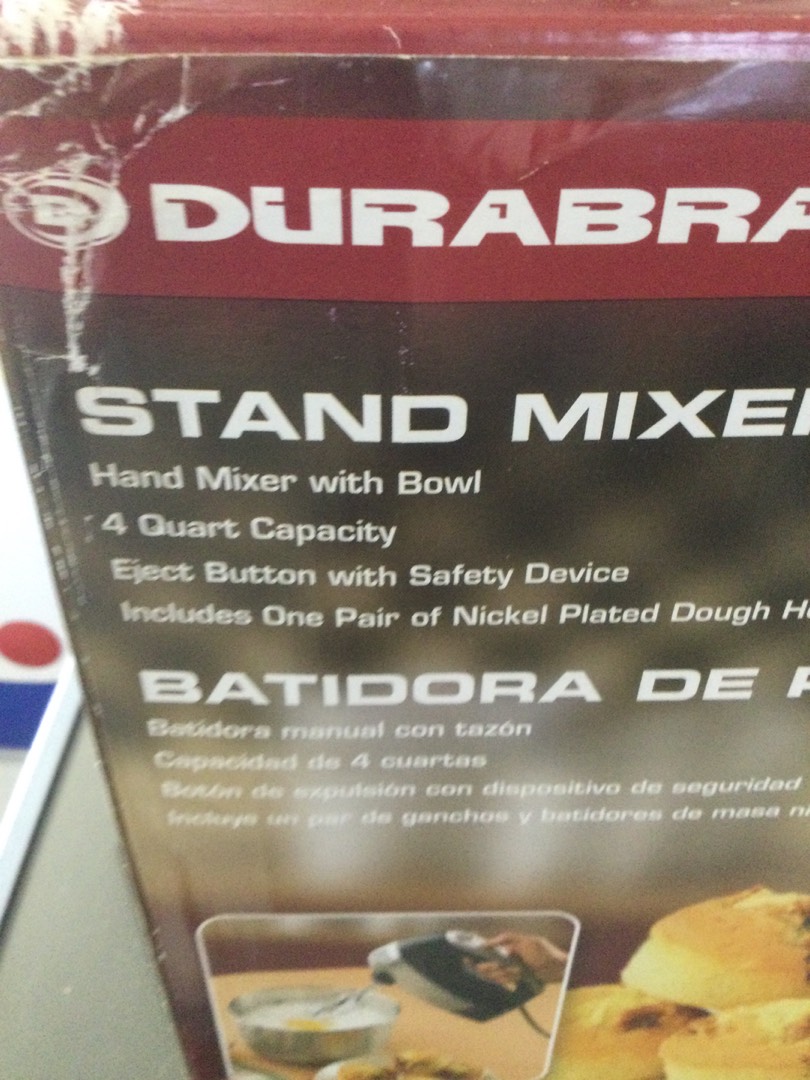 DURABRA
STAND MIXE
Hand Mixer with Bowl
4 Quart Capacity
Eject Button with Safety Device
Includes One Pair of Nickel Plated Dough H
BATIDORA DE
Batidora manual con tazón
Capacidad de 4 cuartas
Botón de expulsión con dispositivo de seguridad
Incluye un par de ganchos y batidores de masa ni